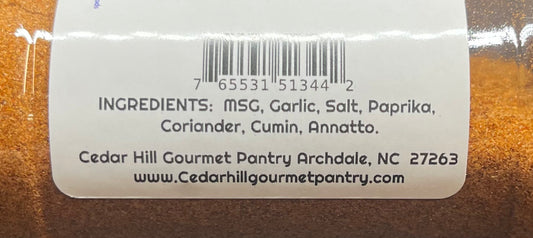 7 65531 51344 2
INGREDIENTS: MSG, Garlic, Salt, Paprika,
Coriander, Cumin, Annatto.
Cedar Hill Gourmet Pantry Archdale, NC 27263
www.Cedarhillgourmetpantry.com